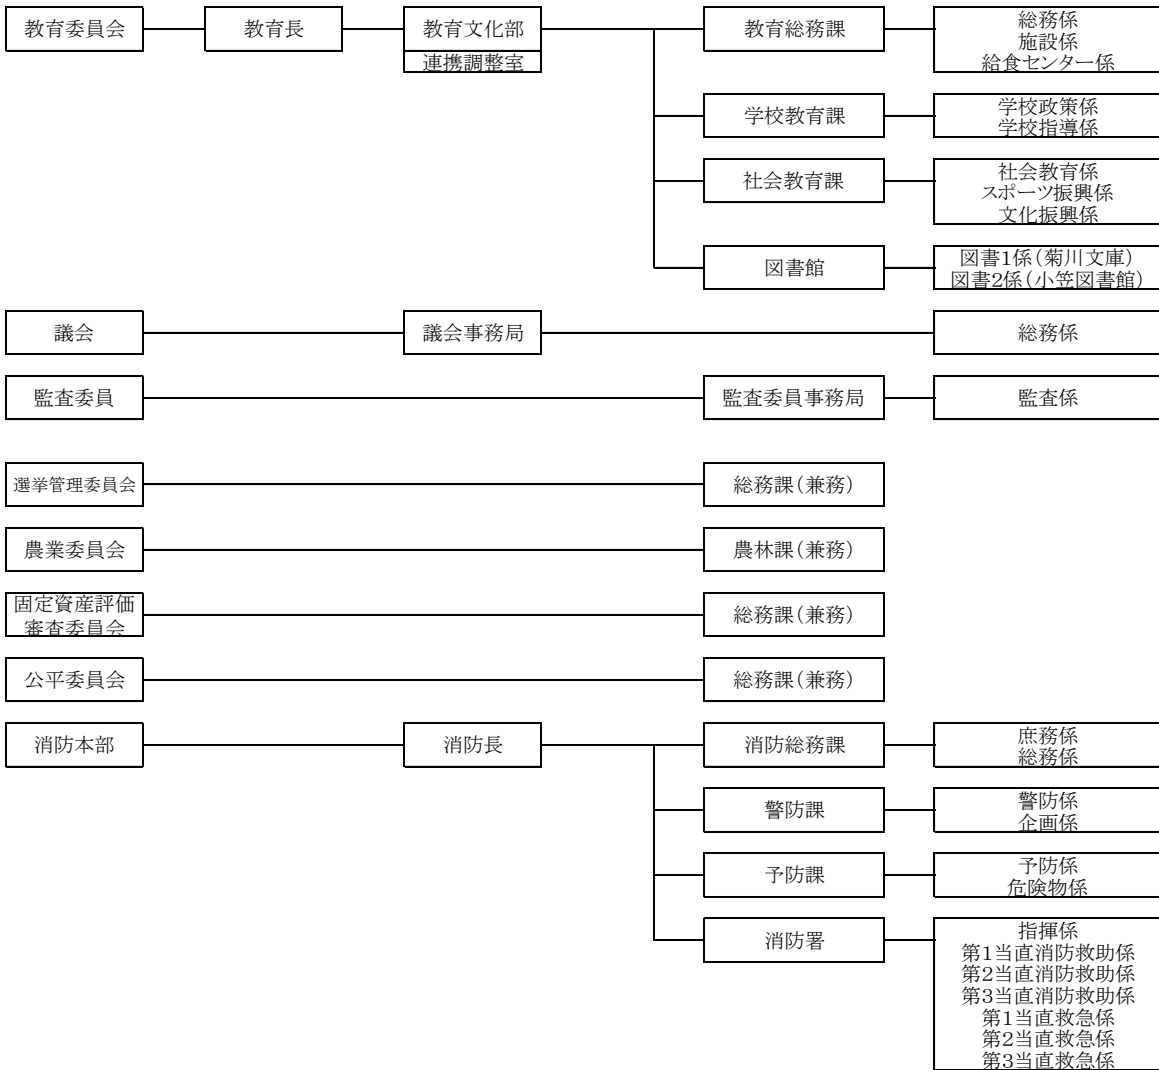 教育委員会
教育長
教育文化部
連携調整室
教育総務課
総務係
施設係
給食センター係
学校教育課
学校政策係
学校指導係
社会教育課
社会教育係
スポーツ振興係
文化振興係
図書館
図書1係(菊川文庫)
図書2係(小笠図書館)
議会
議会事務局
総務係
監査委員
監査委員事務局
監査係
選挙管理委員会
総務課(兼務)
農業委員会
農林課(兼務)
固定資産評価
審査委員会
総務課(兼務)
公平委員会
総務課(兼務)
消防本部
消防長
消防総務課
庶務係
総務係
警防課
警防係
企画係
予防課
予防係
危険物係
消防署
指揮係
第1当直消防救助係
第2当直消防救助係
第3当直消防救助係
第1当直救急係
第2当直救急係
第3当直救急係